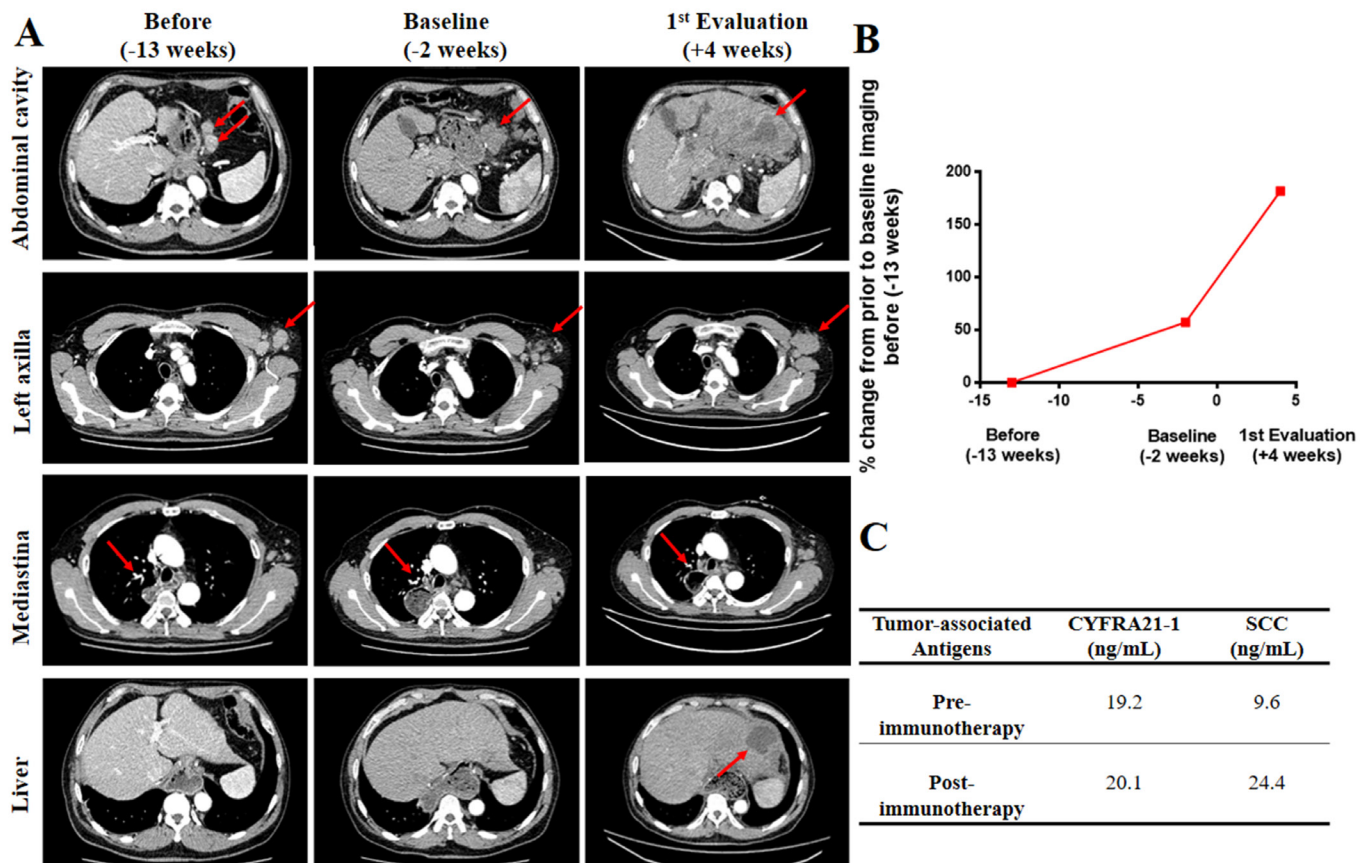 A
Before
(-13 weeks)
Baseline
(-2 weeks)
1st Evaluation
(+4 weeks)
Abdominal cavity
Left axilla
Mediastina
Liver
B
% change from prior to baseline imaging
before (-13 weeks)
200
150
100
50
0
-15
-10
-5
0
5
Before
(-13 weeks)
Baseline
(-2 weeks)
1st Evaluation
(+4 weeks)
C
Tumor-associated
Antigens
CYFRA21-1
(ng/mL)
SCC
(ng/mL)
Pre-
immunotherapy
19.2
9.6
Post-
immunotherapy
20.1
24.4